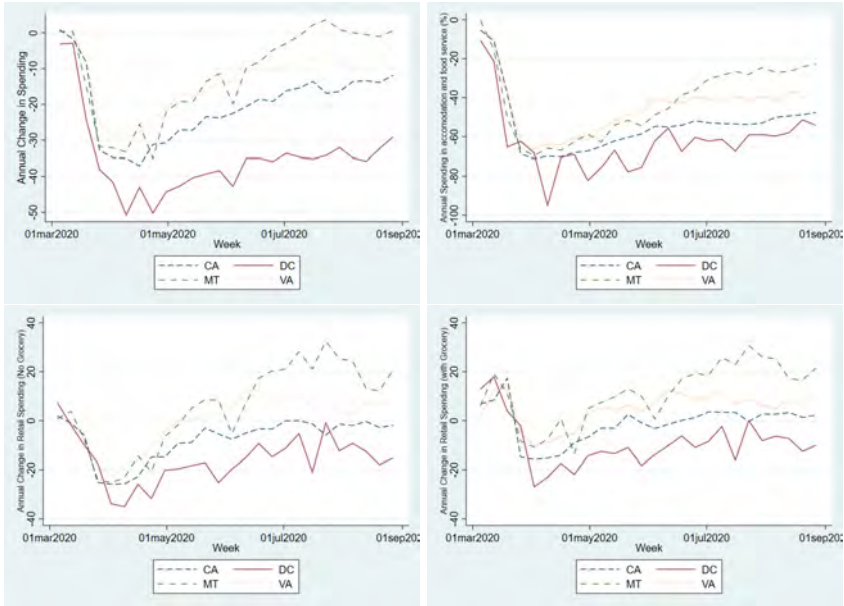 Annual Change in Spending
0
-10
-20
-30
-40
-50
01mar2020
01may2020
01jul2020
01sep202
Week
CA
DC
MT
VA
Annual Spending in accomodation and food service (%)
0
-20
-40
-60
-80
-100
01mar2020
01may2020
01jul2020
01sep202
Week
CA
DC
MT
VA
Annual Change in Retail Spending (No Grocery)
40
20
0
-20
-40
01mar2020
01may2020
01jul2020
01sep202
Week
CA
DC
MT
VA
Annual Change in Retail Spending (with Grocery)
40
20
0
-20
-40
01mar2020
01may2020
01jul2020
01sep202
Week
CA
DC
MT
VA